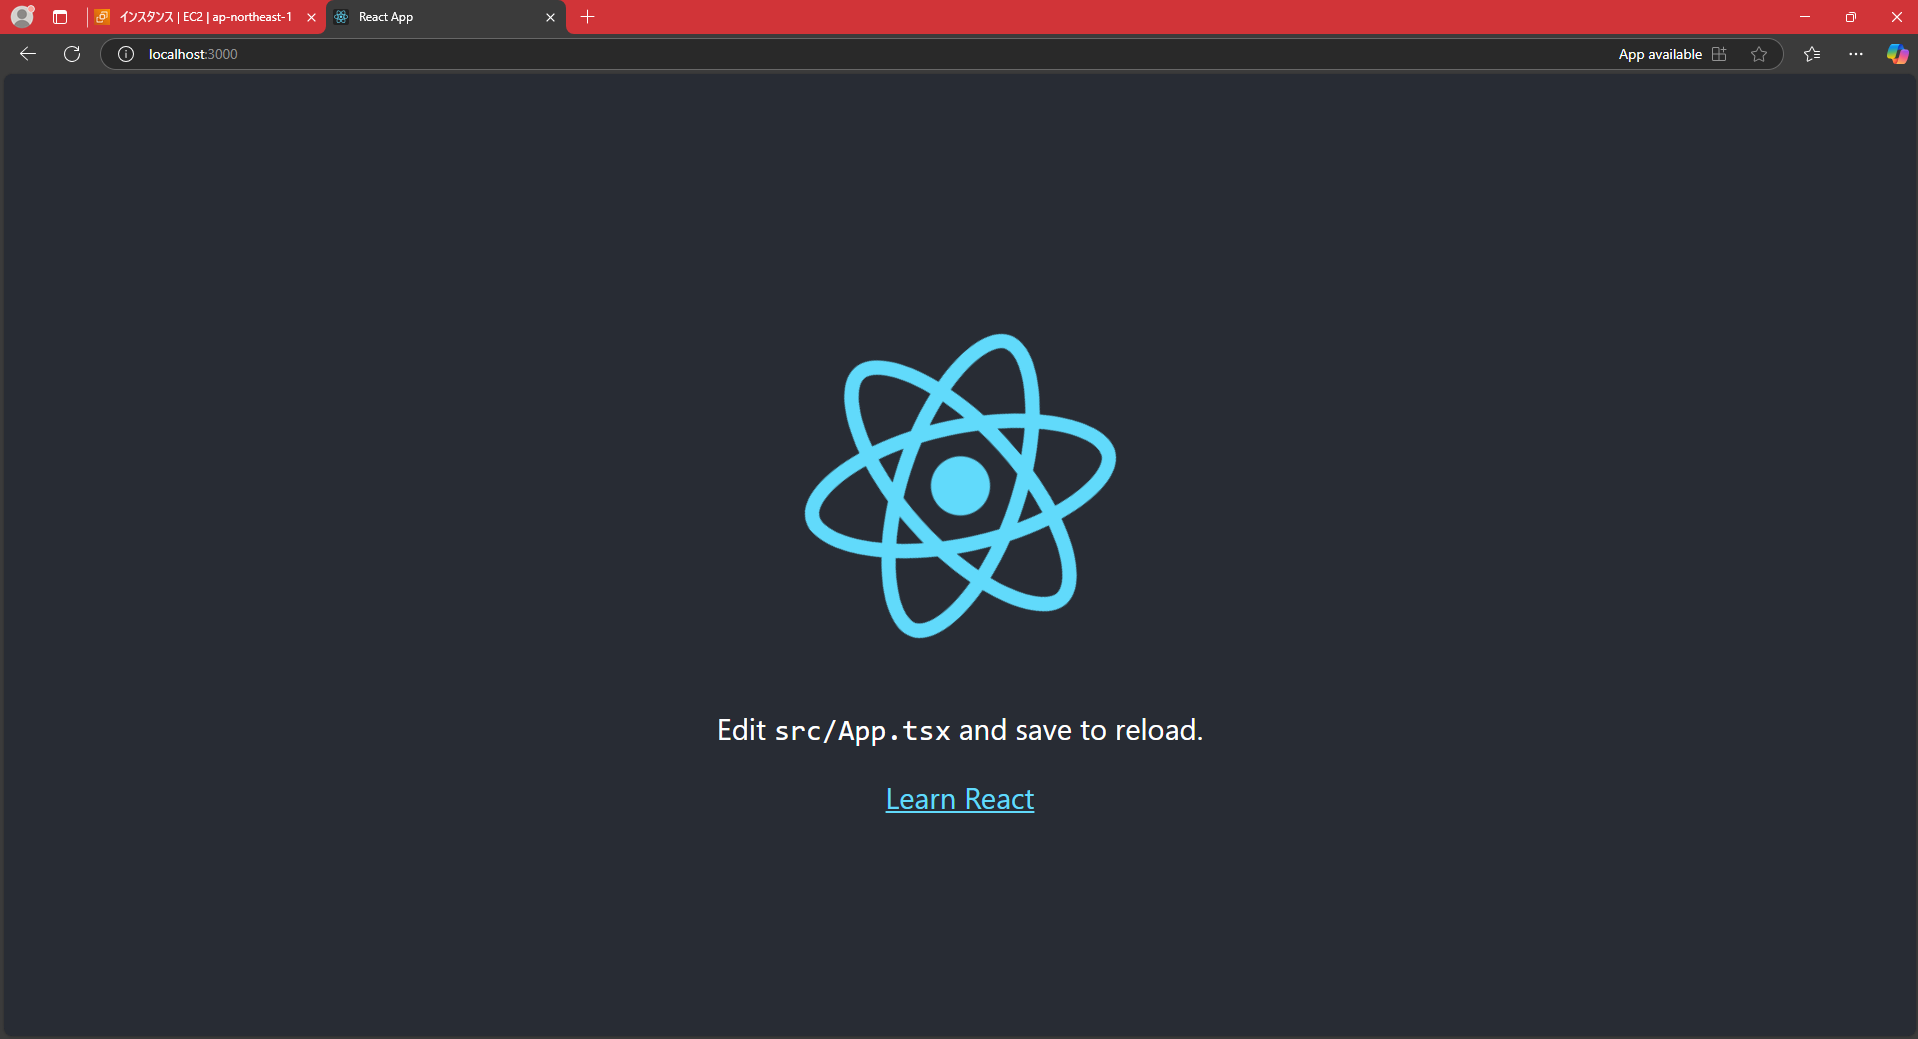 インスタンス | EC2 | ap-northeast-1
React App
localhost:3000
App available
Edit src/App.tsx and save to reload.
Learn React